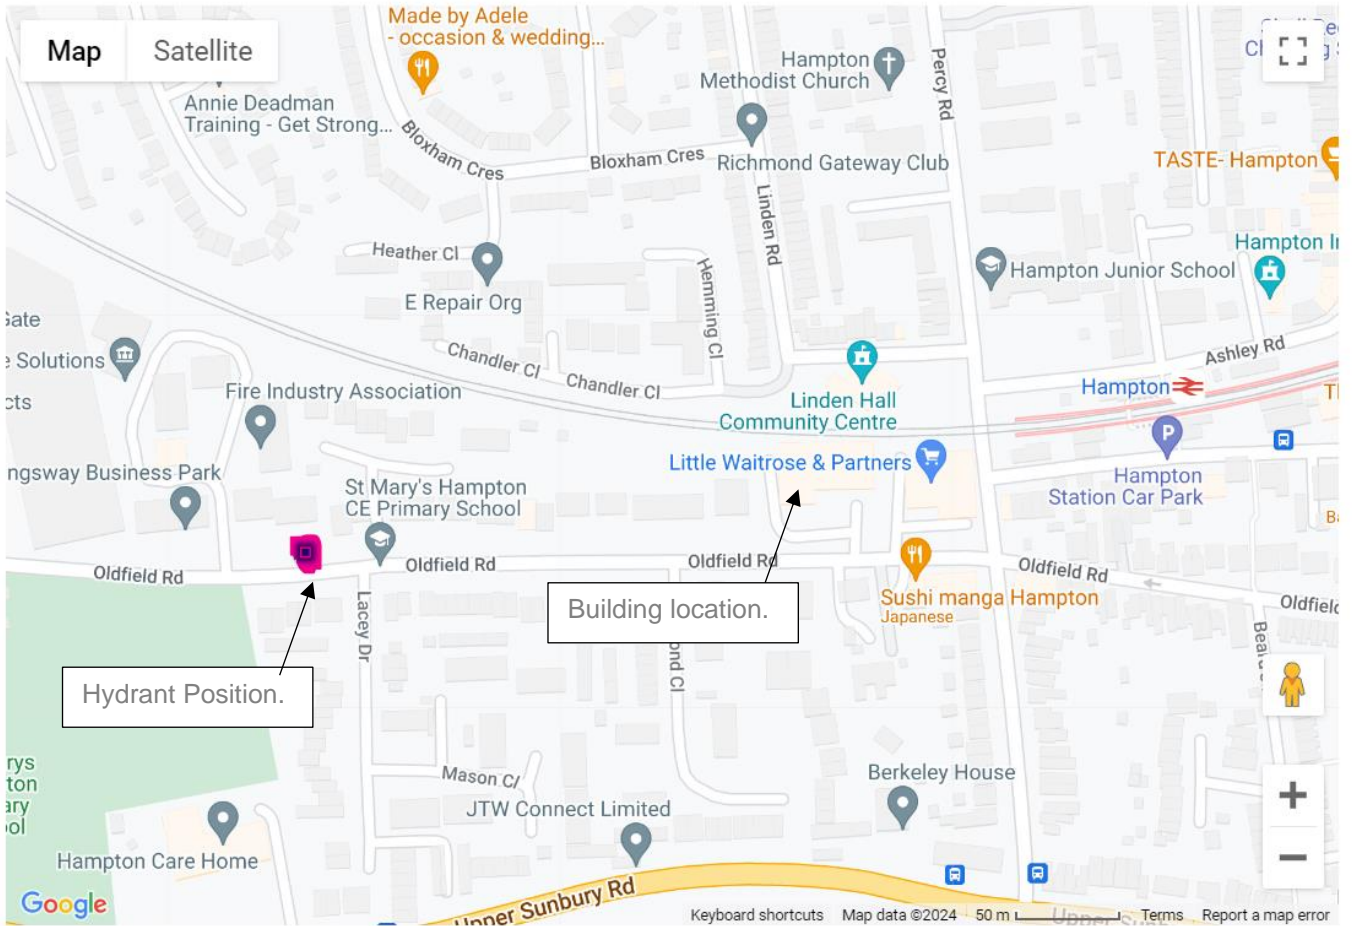 Made by Adele
- occasion & wedding...
Map
Satellite
Hampton
Methodist Church
Percy Rd
Annie Deadman
Training - Get Strong...
Bloxham Cres
Bloxham Cres
Richmond Gateway Club
TASTE- Hampton
Linden Rd
Heather Cl
Hampton Junior School
E Repair Org
Hemming Cl
Chandler Cl
Chandler Cl
Ashley Rd
Solutions
Fire Industry Association
Linden Hall
Community Centre
Hampton
Little Waitrose & Partners
P
Hampton
Station Car Park
ngsway Business Park
St Mary's Hampton
CE Primary School
Oldfield Rd
Oldfield Rd
Oldfield Rd
Oldfield Rd
Building location.
Sushi manga Hampton
Japanese
Lacey Dr
ond Cl
Hydrant Position.
Mason Cl
JTW Connect Limited
Berkeley House
Hampton Care Home
Upper Sunbury Rd
Google
Keyboard shortcuts
Map data ©2024
50 m
Terms
Report a map error